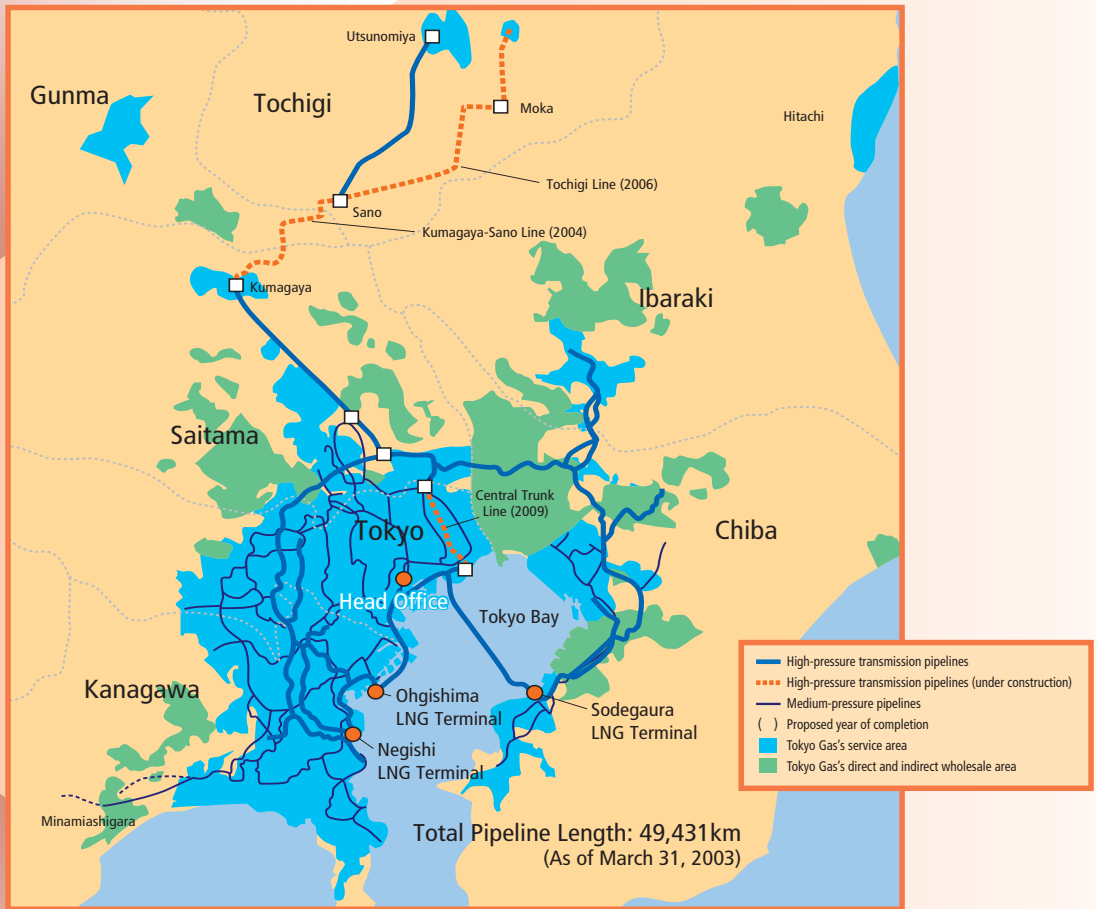 Utsunomiya
Gunma
Tochigi
Moka
Hitachi
Tochigi Line (2006)
Sano
Kumagaya-Sano Line (2004)
Kumagaya
Ibaraki
Saitama
Central Trunk
Line (2009)
Tokyo
Chiba
Head Office
Tokyo Bay
Kanagawa
Ohgishima
LNG Terminal
Sodegaura
LNG Terminal
Negishi
LNG Terminal
Minamiashigara
Total Pipeline Length: 49,431km
(As of March 31, 2003)
High-pressure transmission pipelines
High-pressure transmission pipelines (under construction)
Medium-pressure pipelines
( ) Proposed year of completion
Tokyo Gas's service area
Tokyo Gas's direct and indirect wholesale area